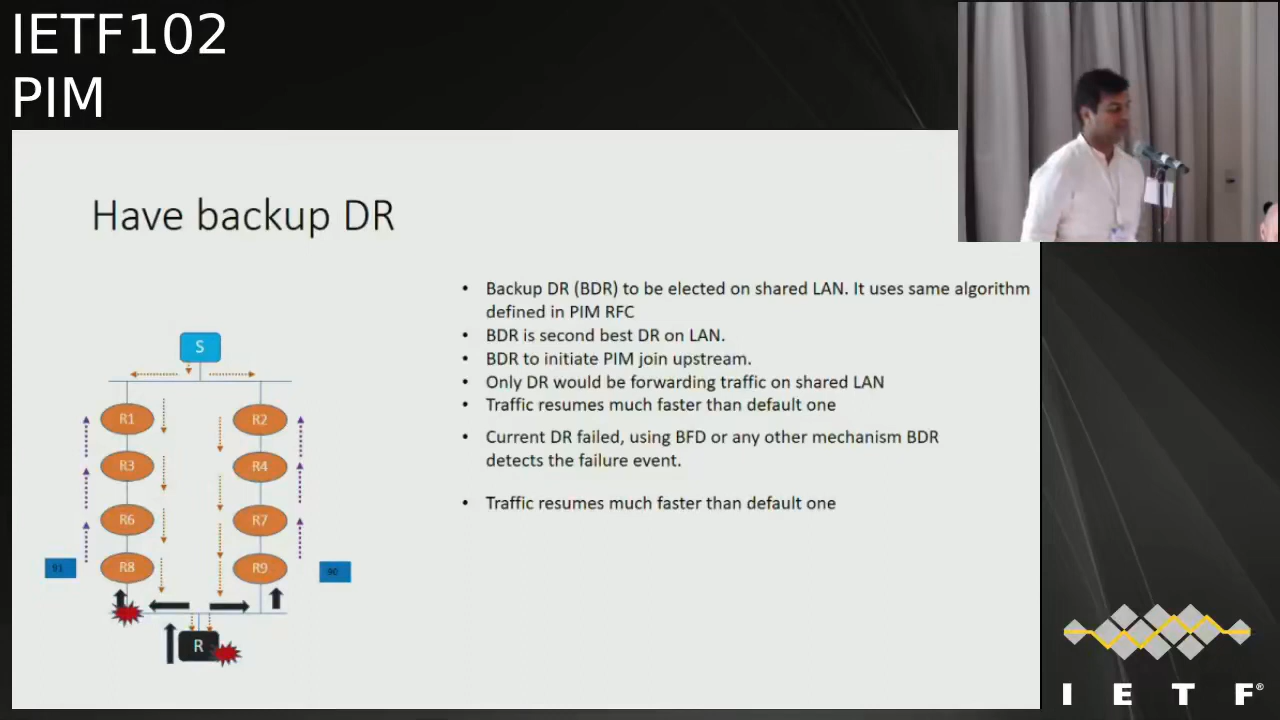 IETF102
PIM
Have backup DR
• Backup DR (BDR) to be elected on shared LAN. It uses same algorithm
defined in PIM RFC
• BDR is second best DR on LAN.
• BDR to initiate PIM join upstream.
• Only DR would be forwarding traffic on shared LAN
• Traffic resumes much faster than default one
• Current DR failed, using BFD or any other mechanism BDR
detects the failure event.
• Traffic resumes much faster than default one
S
R1 R2
R3 R4
R6 R7
91 R8 R9 90
R
I E T F®